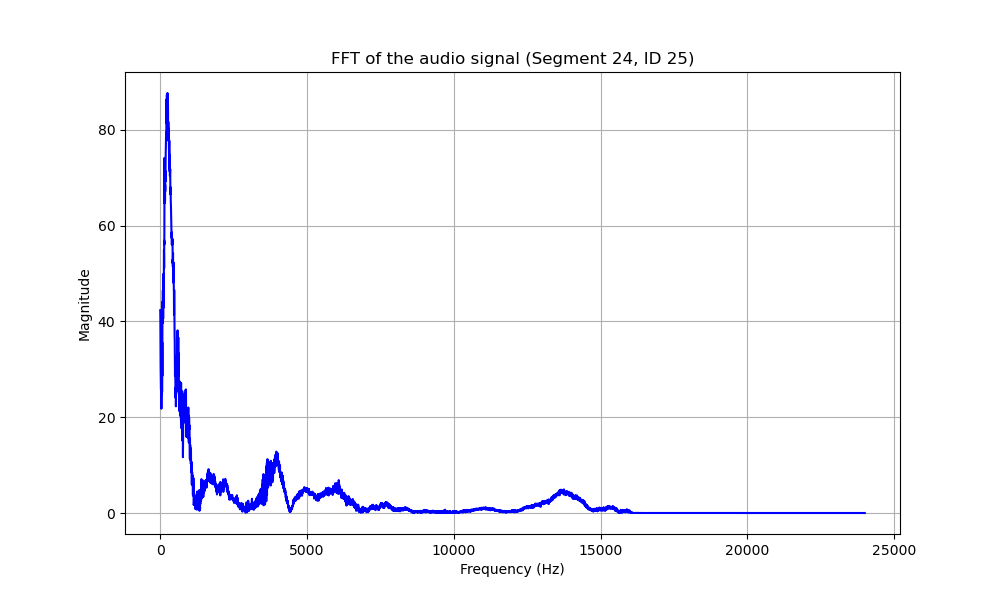 FFT of the audio signal (Segment 24, ID 25)
80
60
40
20
0
Magnitude
0 5000 10000 15000 20000 25000
Frequency (Hz)